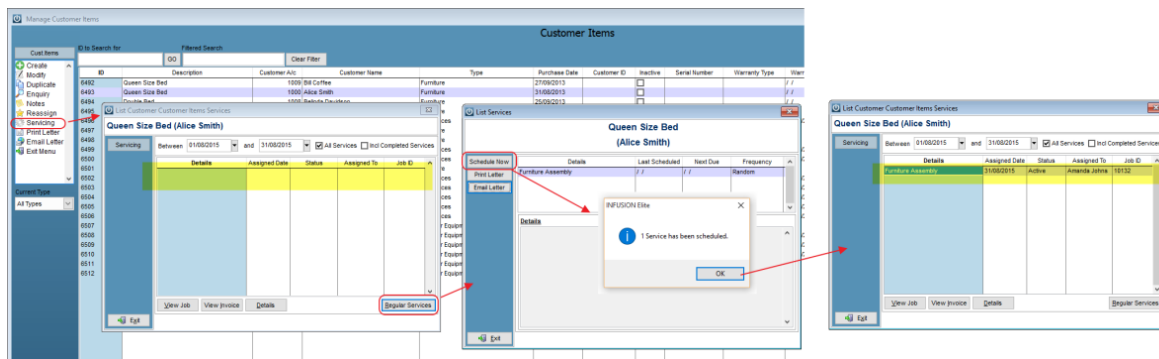 Manage Customer Items
Customer Items
Cust.Items
ID to Search for
Filtered Search
GO
Clear Filter
Create
Modify
Duplicate
Enquiry
Notes
Reassign
Servicing
Print Letter
Email Letter
Exit Menu
Current Type
All Types
ID Description Customer A/c Customer Name Type Purchase Date Customer ID Inactive Serial Number Warranty Type
6492 Queen Size Bed 1009 Bill Coffee Furniture 27/09/2013
6493 Queen Size Bed 1000 Alice Smith Furniture 31/08/2013
6494 Double Bed 1008 Belinda Davidson Furniture 25/09/2013
6495
6497
6499
6500
6501
6502
6503
6504
6505
6506
6507
6508
6509
6510
6511
6512
List Customer Customer Items Services
Queen Size Bed (Alice Smith)
Servicing
Between 01/08/2015 and 31/08/2015 All Services Incl Completed Services
Details Assigned Date Status Assigned To Job ID
View Job View Invoice Details Regular Services
Exit
List Services
Queen Size Bed
(Alice Smith)
Schedule Now
Print Letter
Email Letter
Details Last Scheduled Next Due Frequency
Furniture Assembly / / / / Random
Details
INFUSION Elite
1 Service has been scheduled.
OK
Exit
List Customer Customer Items Services
Queen Size Bed (Alice Smith)
Servicing
Between 01/08/2015 and 31/08/2015 All Services Incl Completed Services
Details Assigned Date Status Assigned To Job ID
Furniture Assembly 31/08/2015 Active Amanda Johns 10132
View Job View Invoice Details Regular Services
Exit